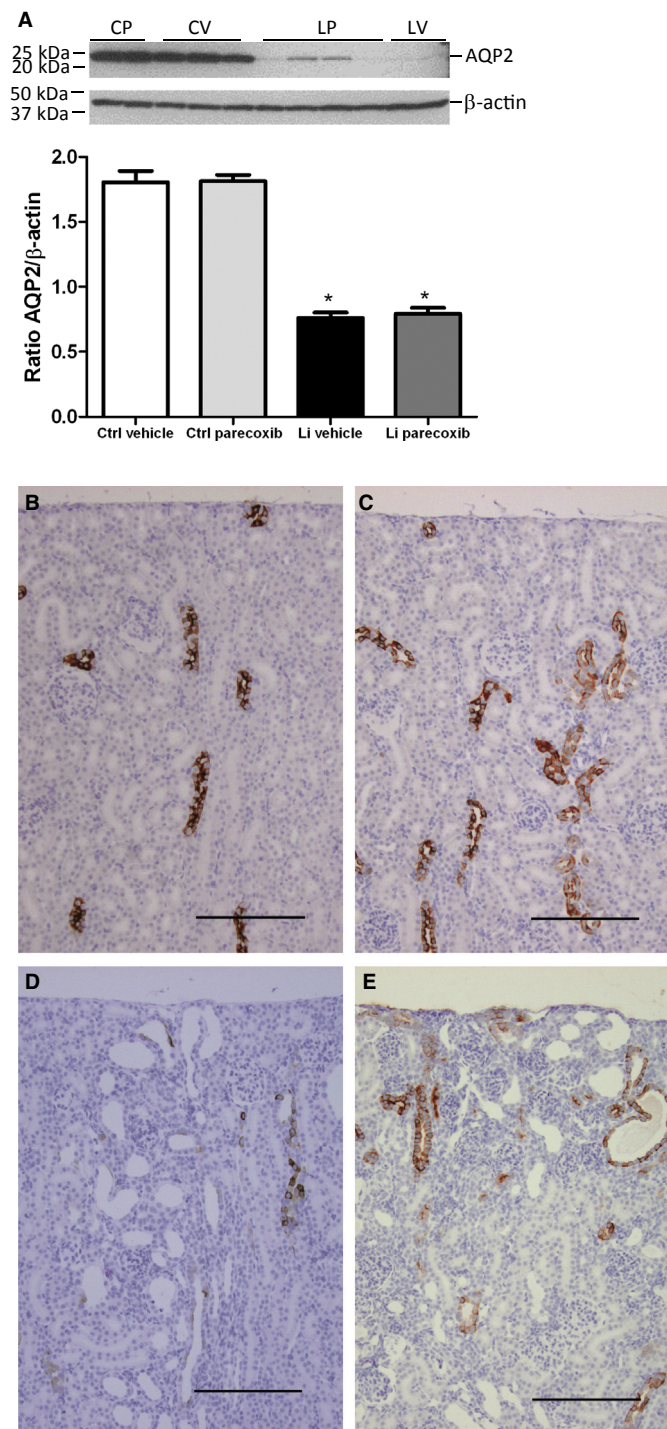 A
CP CV LP LV
25 kDa
20 kDa
AQP2
50 kDa
37 kDa
β-actin
2.0
1.5
1.0
0.5
0.0
Ratio AQP2/β-actin
* *
Ctrl vehicle Ctrl parecoxib Li vehicle Li parecoxib
B
C
D
E